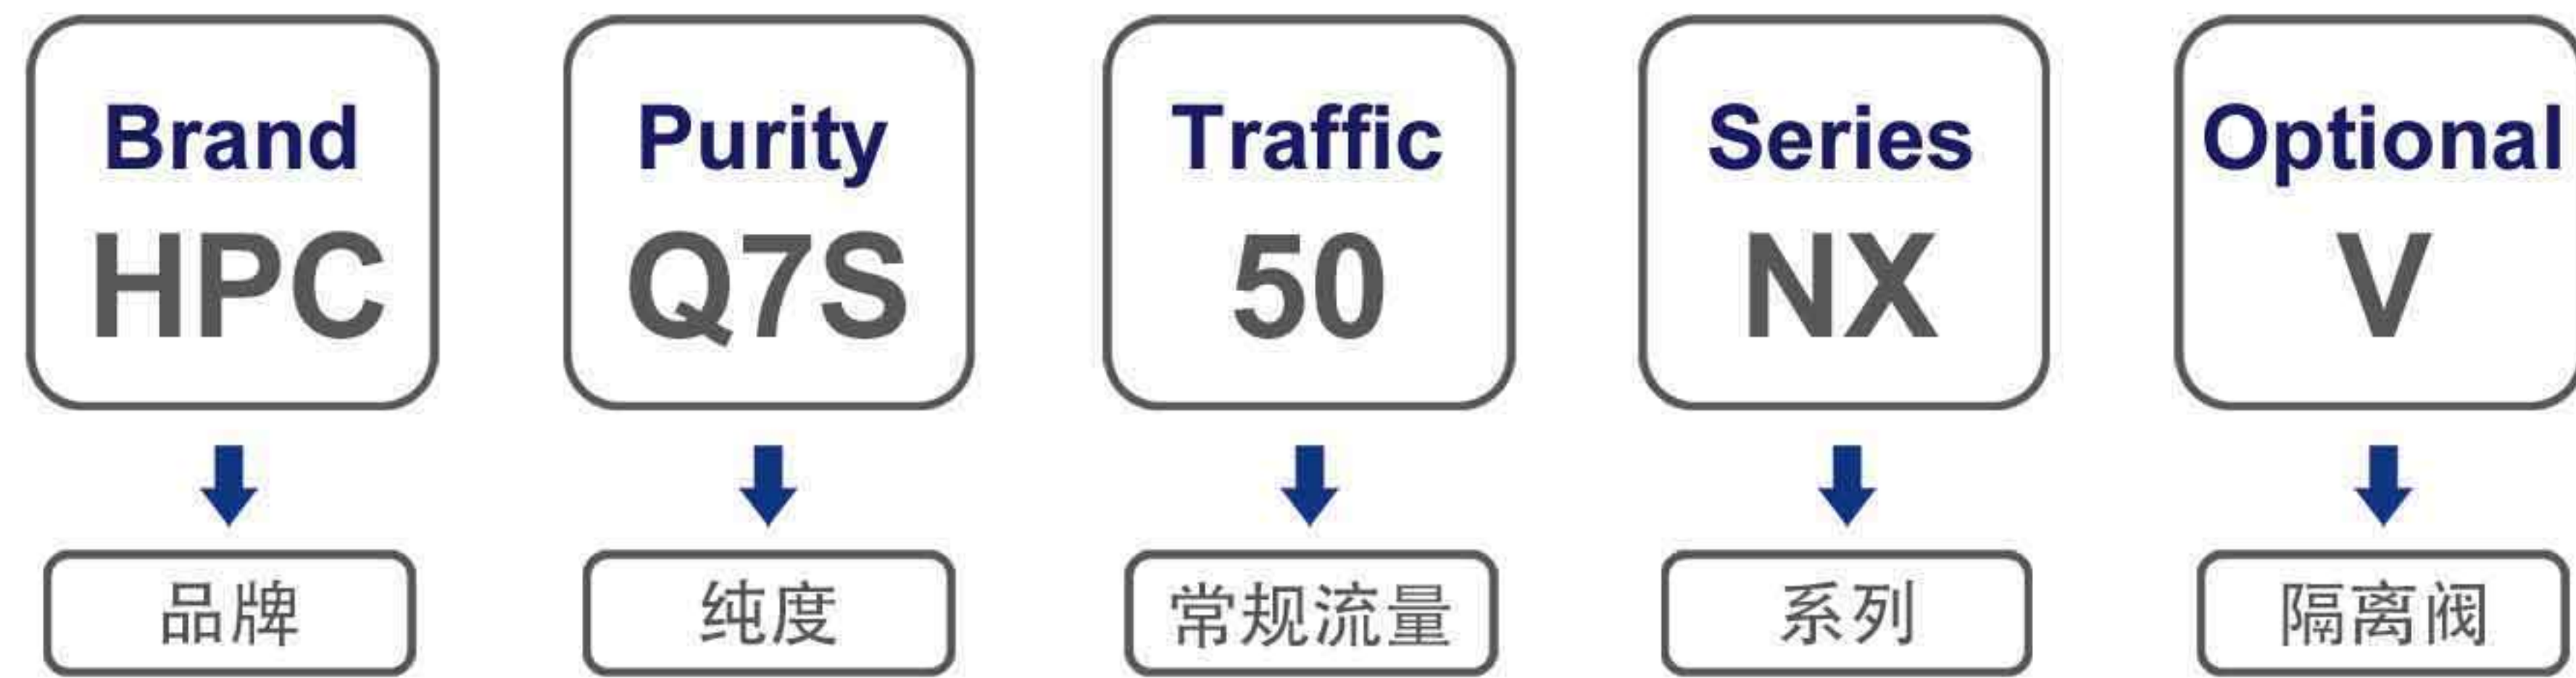 Brand
HPC
品牌
Purity
Q7S
纯度
Traffic
50
常规流量
Series
NX
系列
Optional
V
隔离阀